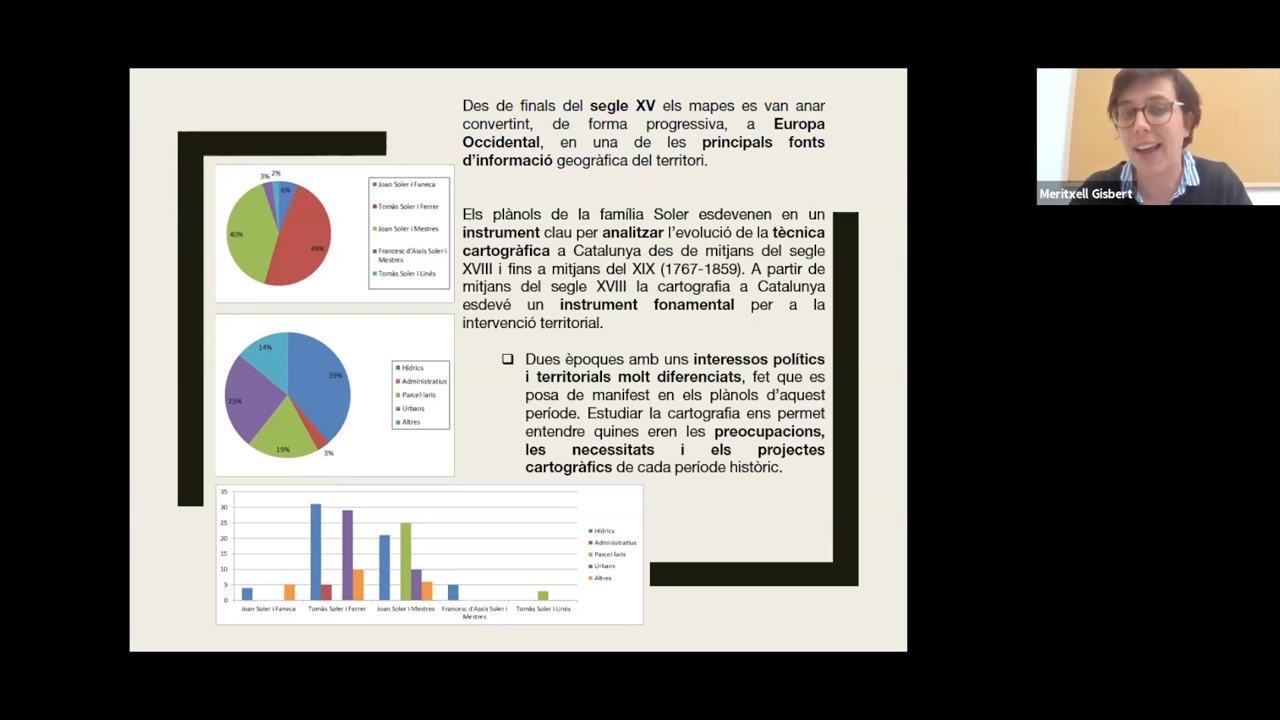 Des de finals del segle XV els mapes es van anar
convertint, de forma progressiva, a Europa
Occidental, en una de les principals fonts
d'informació geogràfica del territori.
Els plànols de la família Soler esdevenen en un
instrument clau per analitzar l'evolució de la tècnica
cartogràfica a Catalunya des de mitjans del segle
XVIII i fins a mitjans del XIX (1767-1859). A partir de
mitjans del segle XVIII la cartografia a Catalunya
esdevé un instrument fonamental per a la
intervenció territorial.
❑ Dues èpoques amb uns interessos polítics
i territorials molt diferenciats, fet que es
posa de manifest en els plànols d'aquest
període. Estudiar la cartografia ens permet
entendre quines eren les preocupacions,
les necessitats i els projectes
cartogràfics de cada període històric.
3% 2%
6%
40%
49%
Joan Soler i Faneca
Tomàs Soler i Ferrer
Joan Soler i Mestres
Francesc d'Assís Soler i
Mestres
Tomàs Soler i Linés
14%
39%
25%
19%
3%
Hídrics
Administratius
Parcel·laris
Urbans
Altres
35
30
25
20
15
10
5
0
Joan Soler i Faneca
Tomàs Soler i Ferrer
Joan Soler i Mestres
Francesc d'Assís Soler i
Mestres
Tomàs Soler i Linés
Hídrics
Administratius
Parcel·laris
Urbans
Altres
Meritxell Gisbert